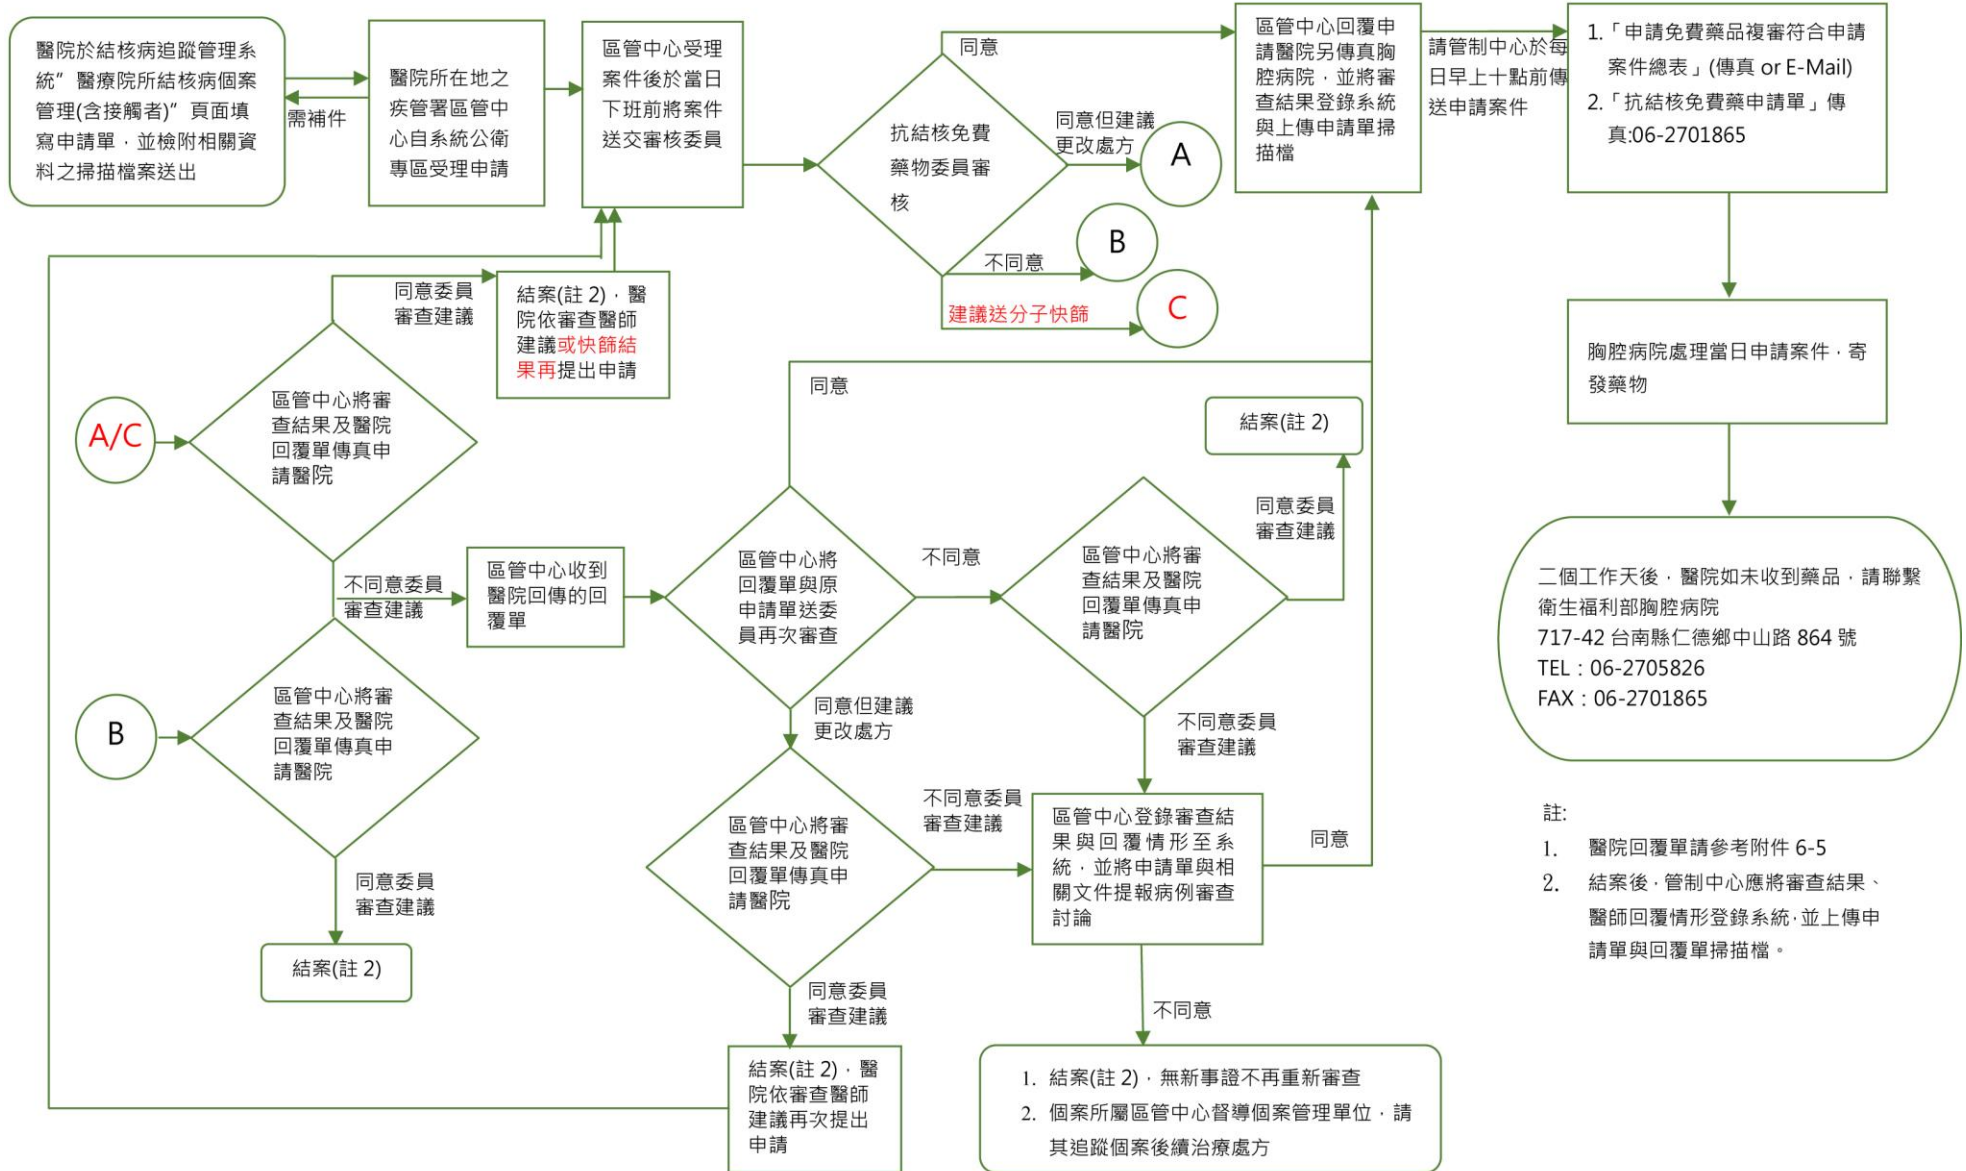 醫院於結核病追蹤管理系
統”醫療院所結核病個案
管理(含接觸者)”頁面填
寫申請單，並檢附相關資
料之掃描檔案送出
需補件
醫院所在地之
疾管署區管中
心自系統公衛
專區受理申請
區管中心受理
案件後於當日
下班前將案件
送交審核委員
抗結核免費
藥物委員審
核
同意
同意但建議
更改處方
A
不同意
B
建議送分子快篩
C
區管中心回覆申
請醫院另傳真胸
腔病院，並將審
查結果登錄系統
與上傳申請單掃
描檔
請管制中心於每
日早上十點前傳
送申請案件
1.「申請免費藥品複審符合申請
案件總表」(傳真 or E-Mail)
2.「抗結核免費藥申請單」傳
真:06-2701865
胸腔病院處理當日申請案件，寄
發藥物
二個工作天後，醫院如未收到藥品，請聯繫
衛生福利部胸腔病院
717-42 台南縣仁德鄉中山路 864 號
TEL：06-2705826
FAX：06-2701865
A/C
區管中心將審
查結果及醫院
回覆單傳真申
請醫院
同意委員
審查建議
結案(註 2)，醫
院依審查醫師
建議或快篩結
果再提出申請
不同意委員
審查建議
B
區管中心將審
查結果及醫院
回覆單傳真申
請醫院
同意委員
審查建議
結案(註 2)
區管中心收到
醫院回傳的回
覆單
區管中心將
回覆單與原
申請單送委
員再次審查
同意
不同意
同意但建議
更改處方
區管中心將審
查結果及醫院
回覆單傳真申
請醫院
同意委員
審查建議
結案(註 2)
不同意委員
審查建議
區管中心將審
查結果及醫院
回覆單傳真申
請醫院
不同意委員
審查建議
同意委員
審查建議
結案(註 2)，醫
院依審查醫師
建議再次提出
申請
區管中心登錄審查結
果與回覆情形至系
統，並將申請單與相
關文件提報病例審查
討論
同意
不同意
1. 結案(註 2)，無新事證不再重新審查
2. 個案所屬區管中心督導個案管理單位，請
其追蹤個案後續治療處方
註:
1. 醫院回覆單請參考附件 6-5
2. 結案後，管制中心應將審查結果、
醫師回覆情形登錄系統，並上傳申
請單與回覆單掃描檔。